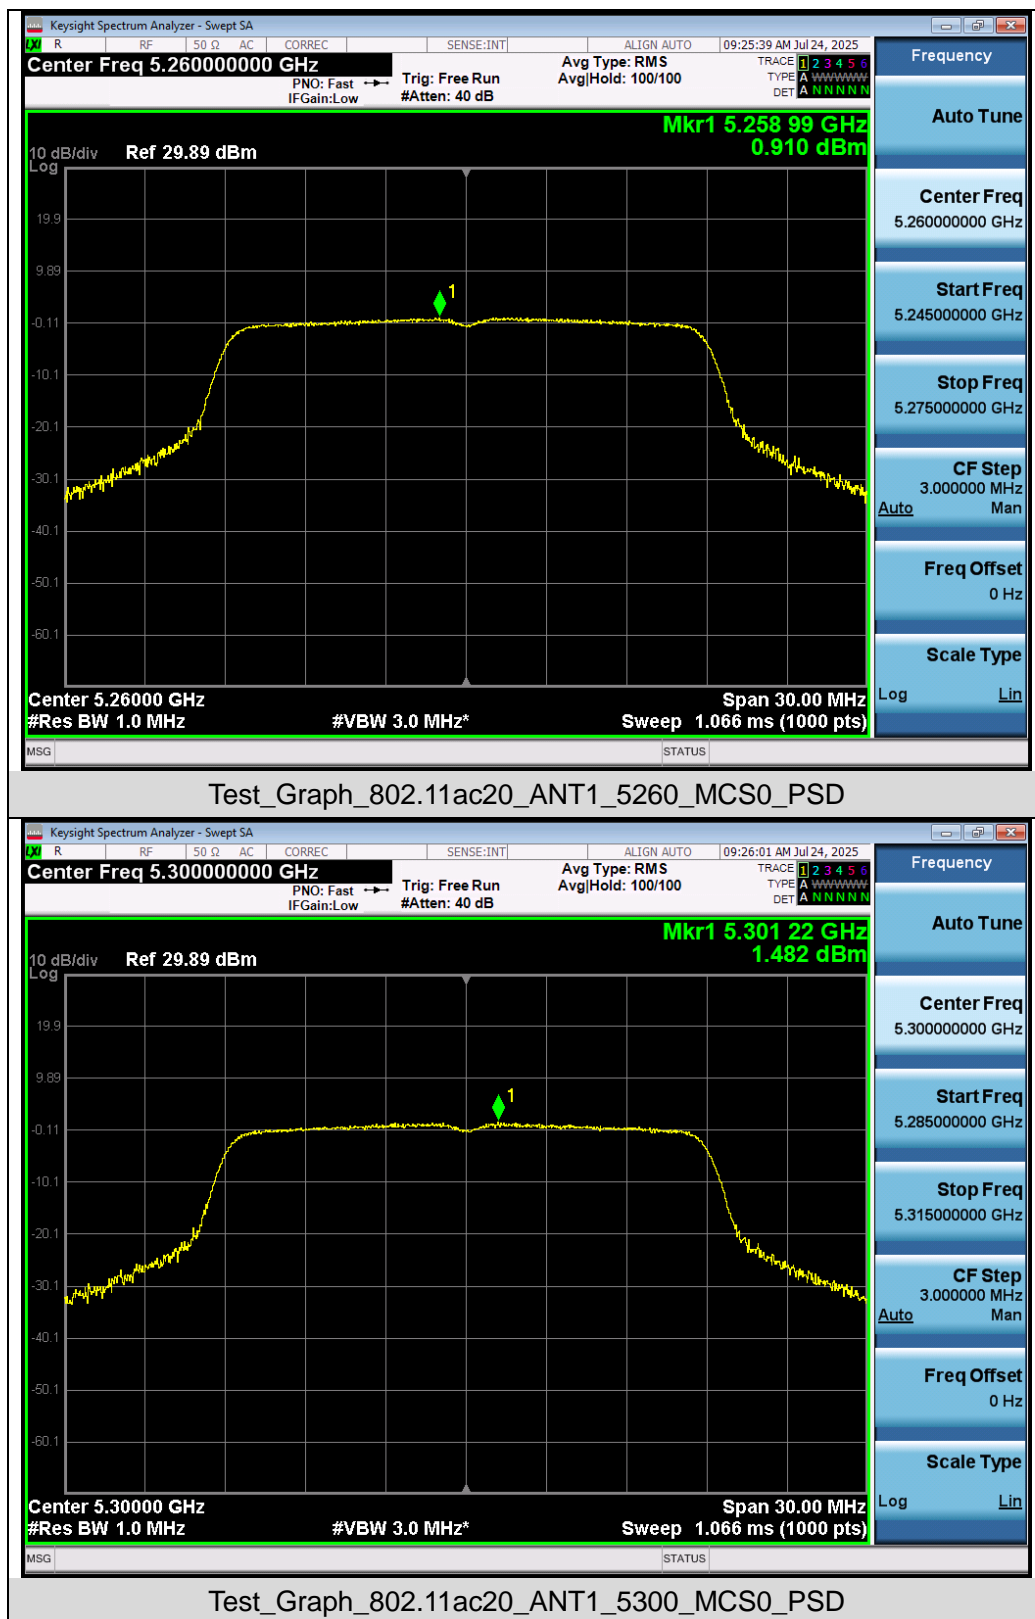 Keysight Spectrum Analyzer - Swept SA
LXI R RF 50 Ω AC CORREC SENSE:INT ALIGN AUTO 09:25:39 AM Jul 24, 2025
Center Freq 5.260000000 GHz
PNO: Fast
IFGain:Low
Trig: Free Run
#Atten: 40 dB
Avg Type: RMS
Avg|Hold: 100/100
TRACE 1 2 3 4 5 6
TYPE A WWWWW
DET A N N N N N
Mkr1 5.258 99 GHz
0.910 dBm
10 dB/div Ref 29.89 dBm
Log
1
19.9
9.89
-0.11
-10.1
-20.1
-30.1
-40.1
-50.1
-60.1
Center 5.26000 GHz Span 30.00 MHz
#Res BW 1.0 MHz #VBW 3.0 MHz* Sweep 1.066 ms (1000 pts)
MSG STATUS
Frequency
Auto Tune
Center Freq
5.260000000 GHz
Start Freq
5.245000000 GHz
Stop Freq
5.275000000 GHz
CF Step
3.000000 MHz
Auto Man
Freq Offset
0 Hz
Scale Type
Log Lin
Test_Graph_802.11ac20_ANT1_5260_MCS0_PSD
Keysight Spectrum Analyzer - Swept SA
LXI R RF 50 Ω AC CORREC SENSE:INT ALIGN AUTO 09:26:01 AM Jul 24, 2025
Center Freq 5.300000000 GHz
PNO: Fast
IFGain:Low
Trig: Free Run
#Atten: 40 dB
Avg Type: RMS
Avg|Hold: 100/100
TRACE 1 2 3 4 5 6
TYPE A WWWWW
DET A N N N N N
Mkr1 5.301 22 GHz
1.482 dBm
10 dB/div Ref 29.89 dBm
Log
1
19.9
9.89
-0.11
-10.1
-20.1
-30.1
-40.1
-50.1
-60.1
Center 5.30000 GHz Span 30.00 MHz
#Res BW 1.0 MHz #VBW 3.0 MHz* Sweep 1.066 ms (1000 pts)
MSG STATUS
Frequency
Auto Tune
Center Freq
5.300000000 GHz
Start Freq
5.285000000 GHz
Stop Freq
5.315000000 GHz
CF Step
3.000000 MHz
Auto Man
Freq Offset
0 Hz
Scale Type
Log Lin
Test_Graph_802.11ac20_ANT1_5300_MCS0_PSD